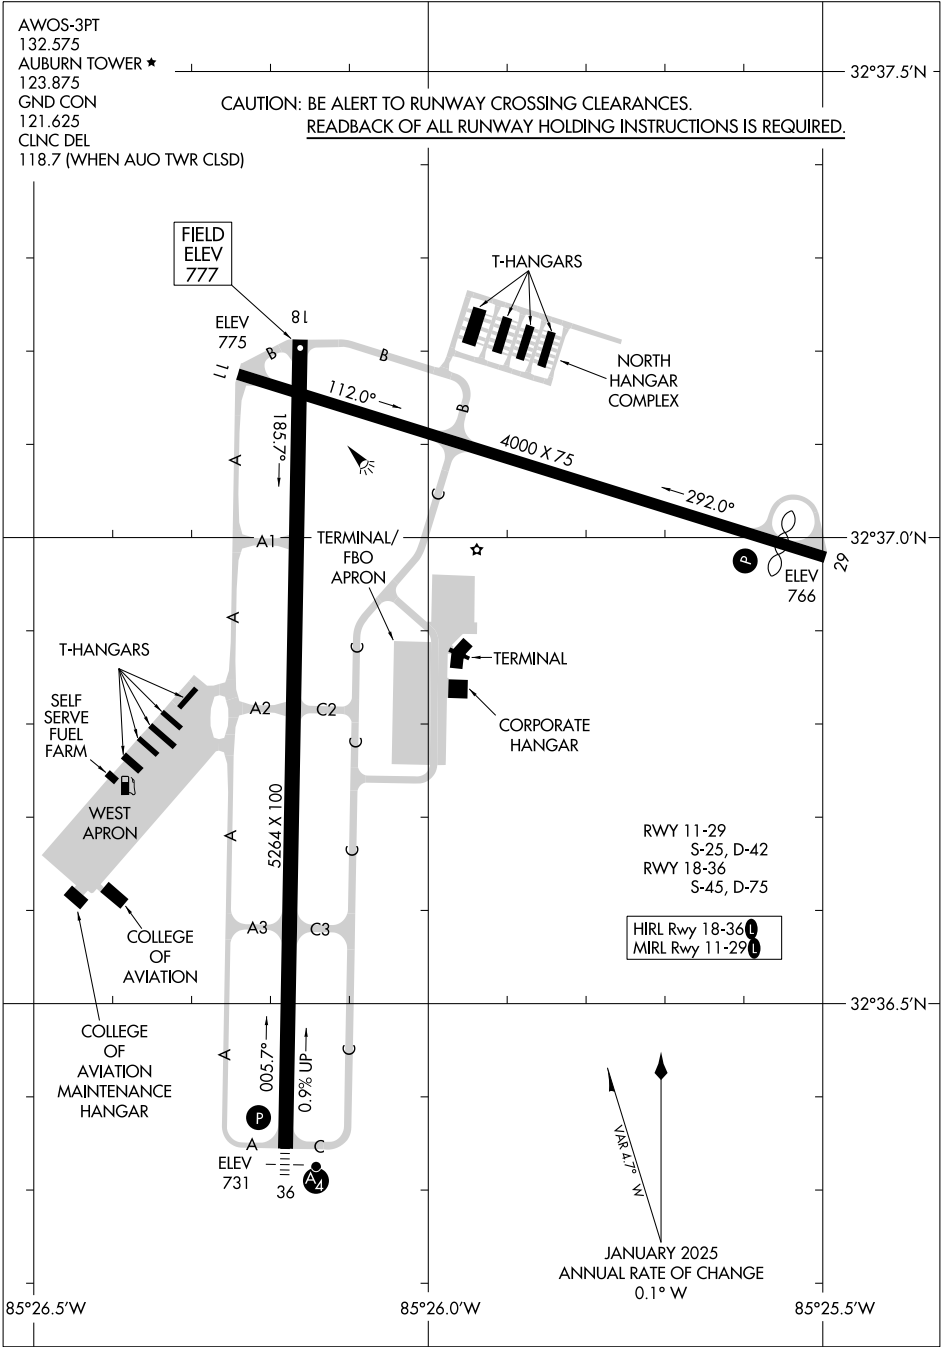 AWOS-3PT
132.575
AUBURN TOWER ★
123.875
GND CON
121.625
CLNC DEL
118.7 (WHEN AUO TWR CLSD)
CAUTION: BE ALERT TO RUNWAY CROSSING CLEARANCES.
READBACK OF ALL RUNWAY HOLDING INSTRUCTIONS IS REQUIRED.
32°37.5'N
FIELD
ELEV
777
T-HANGARS
18
ELEV
775
B
B
11
NORTH
HANGAR
COMPLEX
112.0°
B
185.7°
4000 X 75
A
C
292.0°
32°37.0'N
A1
TERMINAL/
FBO
APRON
P
29
ELEV
766
A
C
T-HANGARS
TERMINAL
SELF
SERVE
FUEL
FARM
A2
C2
C
CORPORATE
HANGAR
WEST
APRON
5264 X 100
A
C
RWY 11-29
S-25, D-42
RWY 18-36
S-45, D-75
A3
C3
HIRL Rwy 18-36 L
MIRL Rwy 11-29 L
COLLEGE
OF
AVIATION
32°36.5'N
COLLEGE
OF
AVIATION
MAINTENANCE
HANGAR
A
005.7°
0.9% UP
C
P
A
C
ELEV
731
36
A4
VAR 4.7° W
JANUARY 2025
ANNUAL RATE OF CHANGE
0.1° W
85°26.5'W
85°26.0'W
85°25.5'W